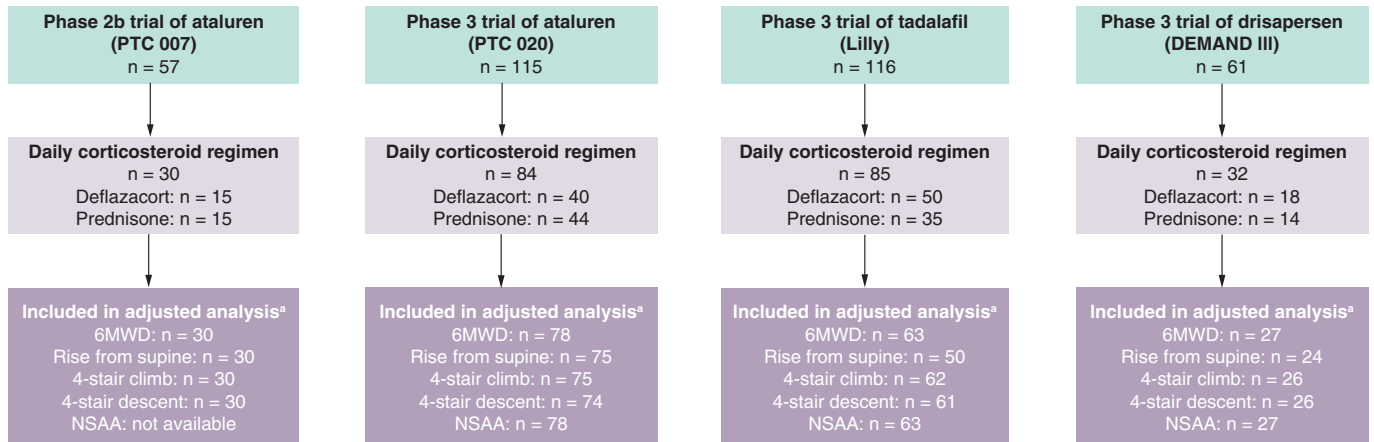 Phase 2b trial of ataluren
(PTC 007)
n = 57
Daily corticosteroid regimen
n = 30
Deflazacort: n = 15
Prednisone: n = 15
Included in adjusted analysisª
6MWD: n = 30
Rise from supine: n = 30
4-stair climb: n = 30
4-stair descent: n = 30
NSAA: not available
Phase 3 trial of ataluren
(PTC 020)
n = 115
Daily corticosteroid regimen
n = 84
Deflazacort: n = 40
Prednisone: n = 44
Included in adjusted analysisª
6MWD: n = 78
Rise from supine: n = 75
4-stair climb: n = 75
4-stair descent: n = 74
NSAA: n = 78
Phase 3 trial of tadalafil
(Lilly)
n = 116
Daily corticosteroid regimen
n = 85
Deflazacort: n = 50
Prednisone: n = 35
Included in adjusted analysisª
6MWD: n = 63
Rise from supine: n = 50
4-stair climb: n = 62
4-stair descent: n = 61
NSAA: n = 63
Phase 3 trial of drisapersen
(DEMAND III)
n = 61
Daily corticosteroid regimen
n = 32
Deflazacort: n = 18
Prednisone: n = 14
Included in adjusted analysisª
6MWD: n = 27
Rise from supine: n = 24
4-stair climb: n = 26
4-stair descent: n = 26
NSAA: n = 27